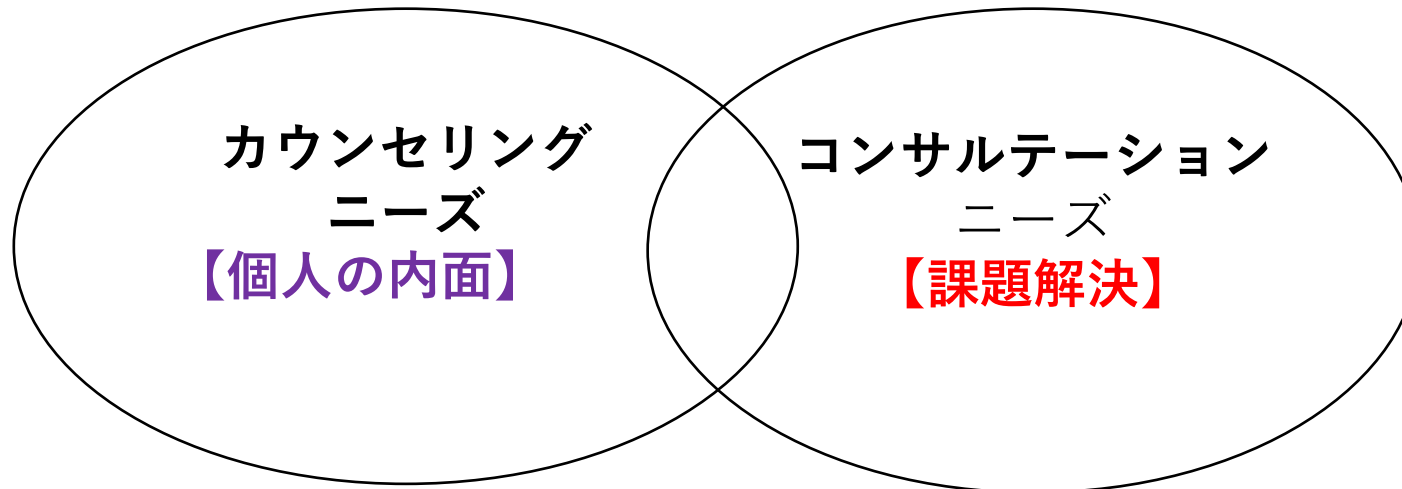 カウンセリング
ニーズ
【個人の内面】
コンサルテーション
ニーズ
【課題解決】